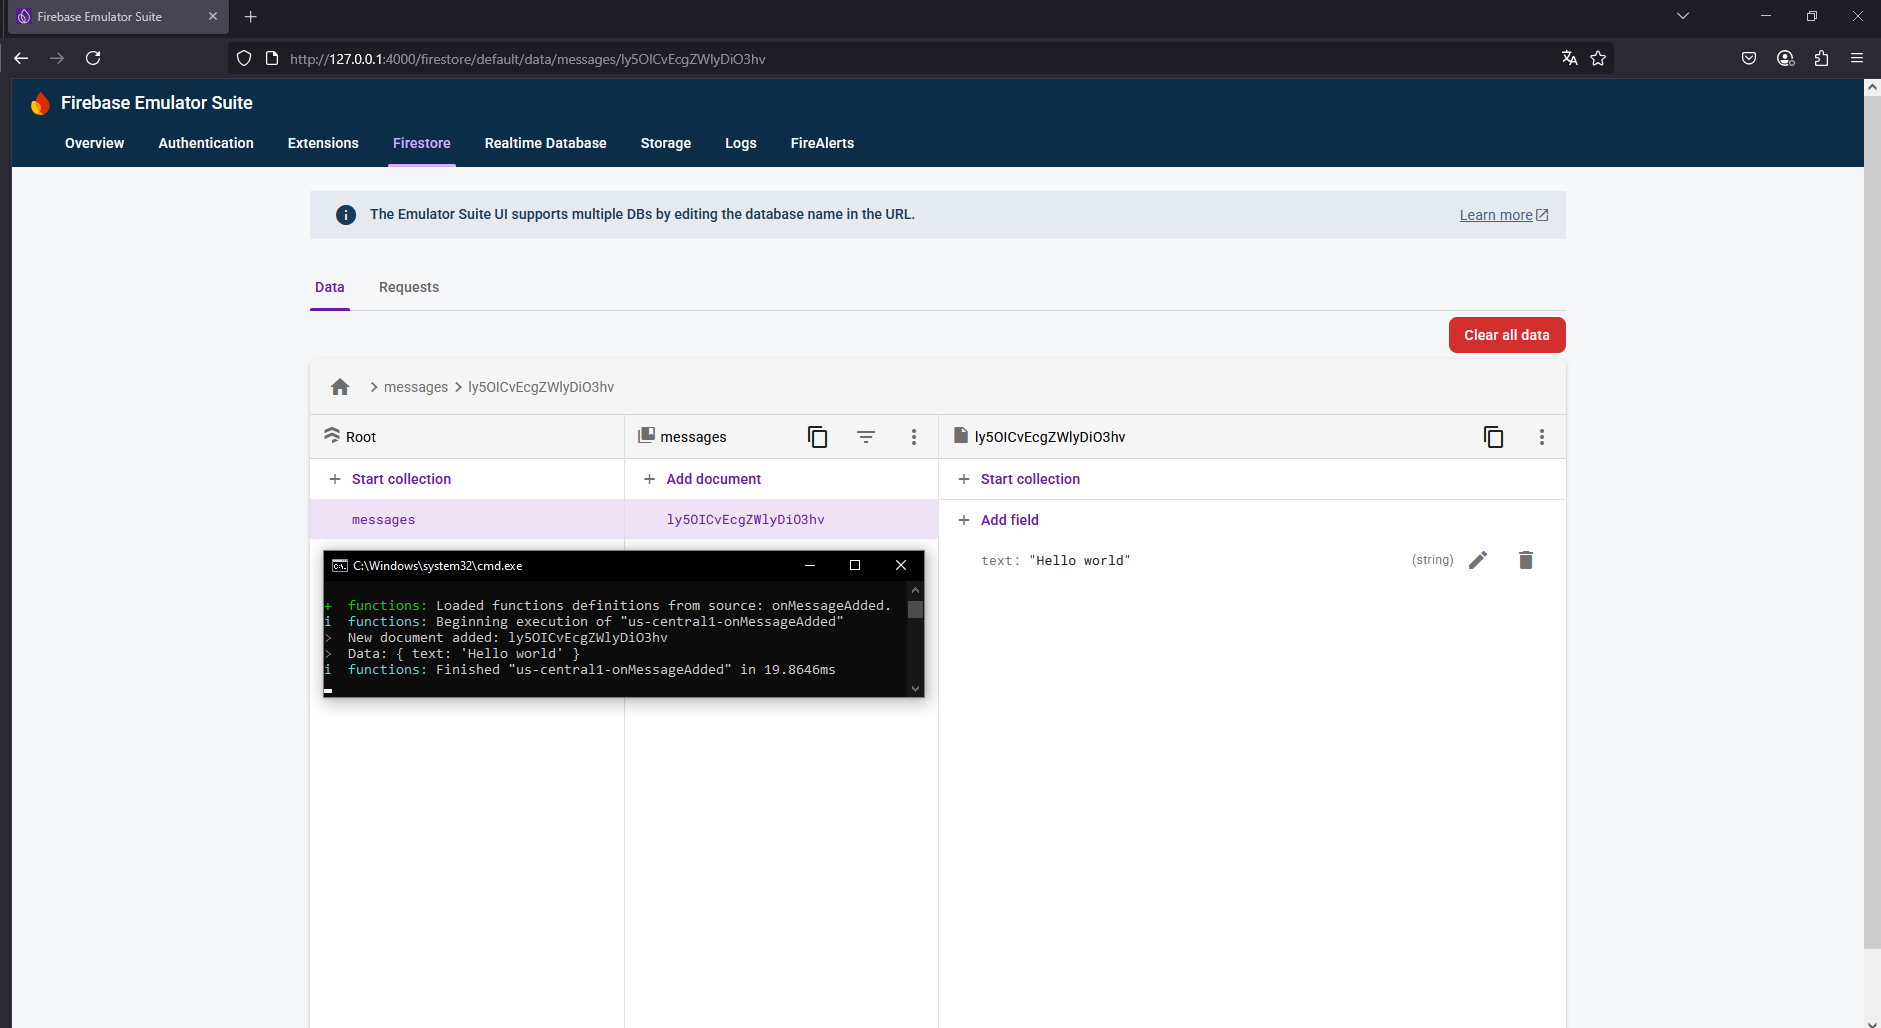 Firebase Emulator Suite
http://127.0.0.1:4000/firestore/default/data/messages/ly5OICvEcgZWlyDiO3hv
Firebase Emulator Suite
Overview Authentication Extensions Firestore Realtime Database Storage Logs FireAlerts
The Emulator Suite UI supports multiple DBs by editing the database name in the URL. Learn more
Data Requests
Clear all data
messages ly5OICvEcgZWlyDiO3hv
Root messages ly5OICvEcgZWlyDiO3hv
+ Start collection + Add document + Start collection
messages ly5OICvEcgZWlyDiO3hv + Add field
text: "Hello world" (string)
C:\Windows\system32\cmd.exe
+ functions: Loaded functions definitions from source: onMessageAdded.
i functions: Beginning execution of "us-central1-onMessageAdded"
> New document added: ly5OICvEcgZWlyDiO3hv
> Data: { text: 'Hello world' }
i functions: Finished "us-central1-onMessageAdded" in 19.8646ms